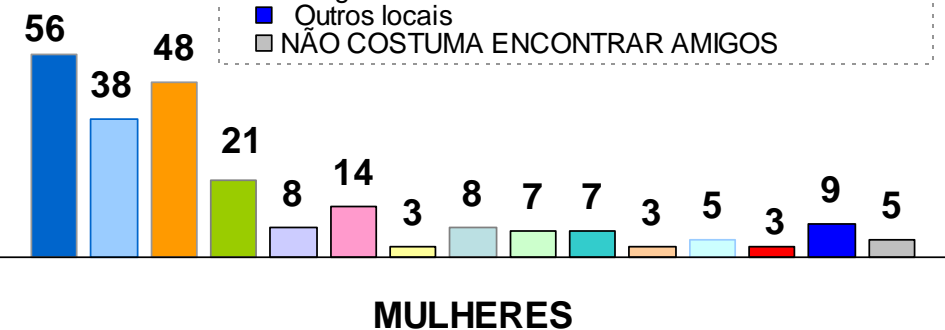 Outros locais
NÃO COSTUMA ENCONTRAR AMIGOS
56 38 48 21 8 14 3 8 7 7 3 5 3 9 5
MULHERES